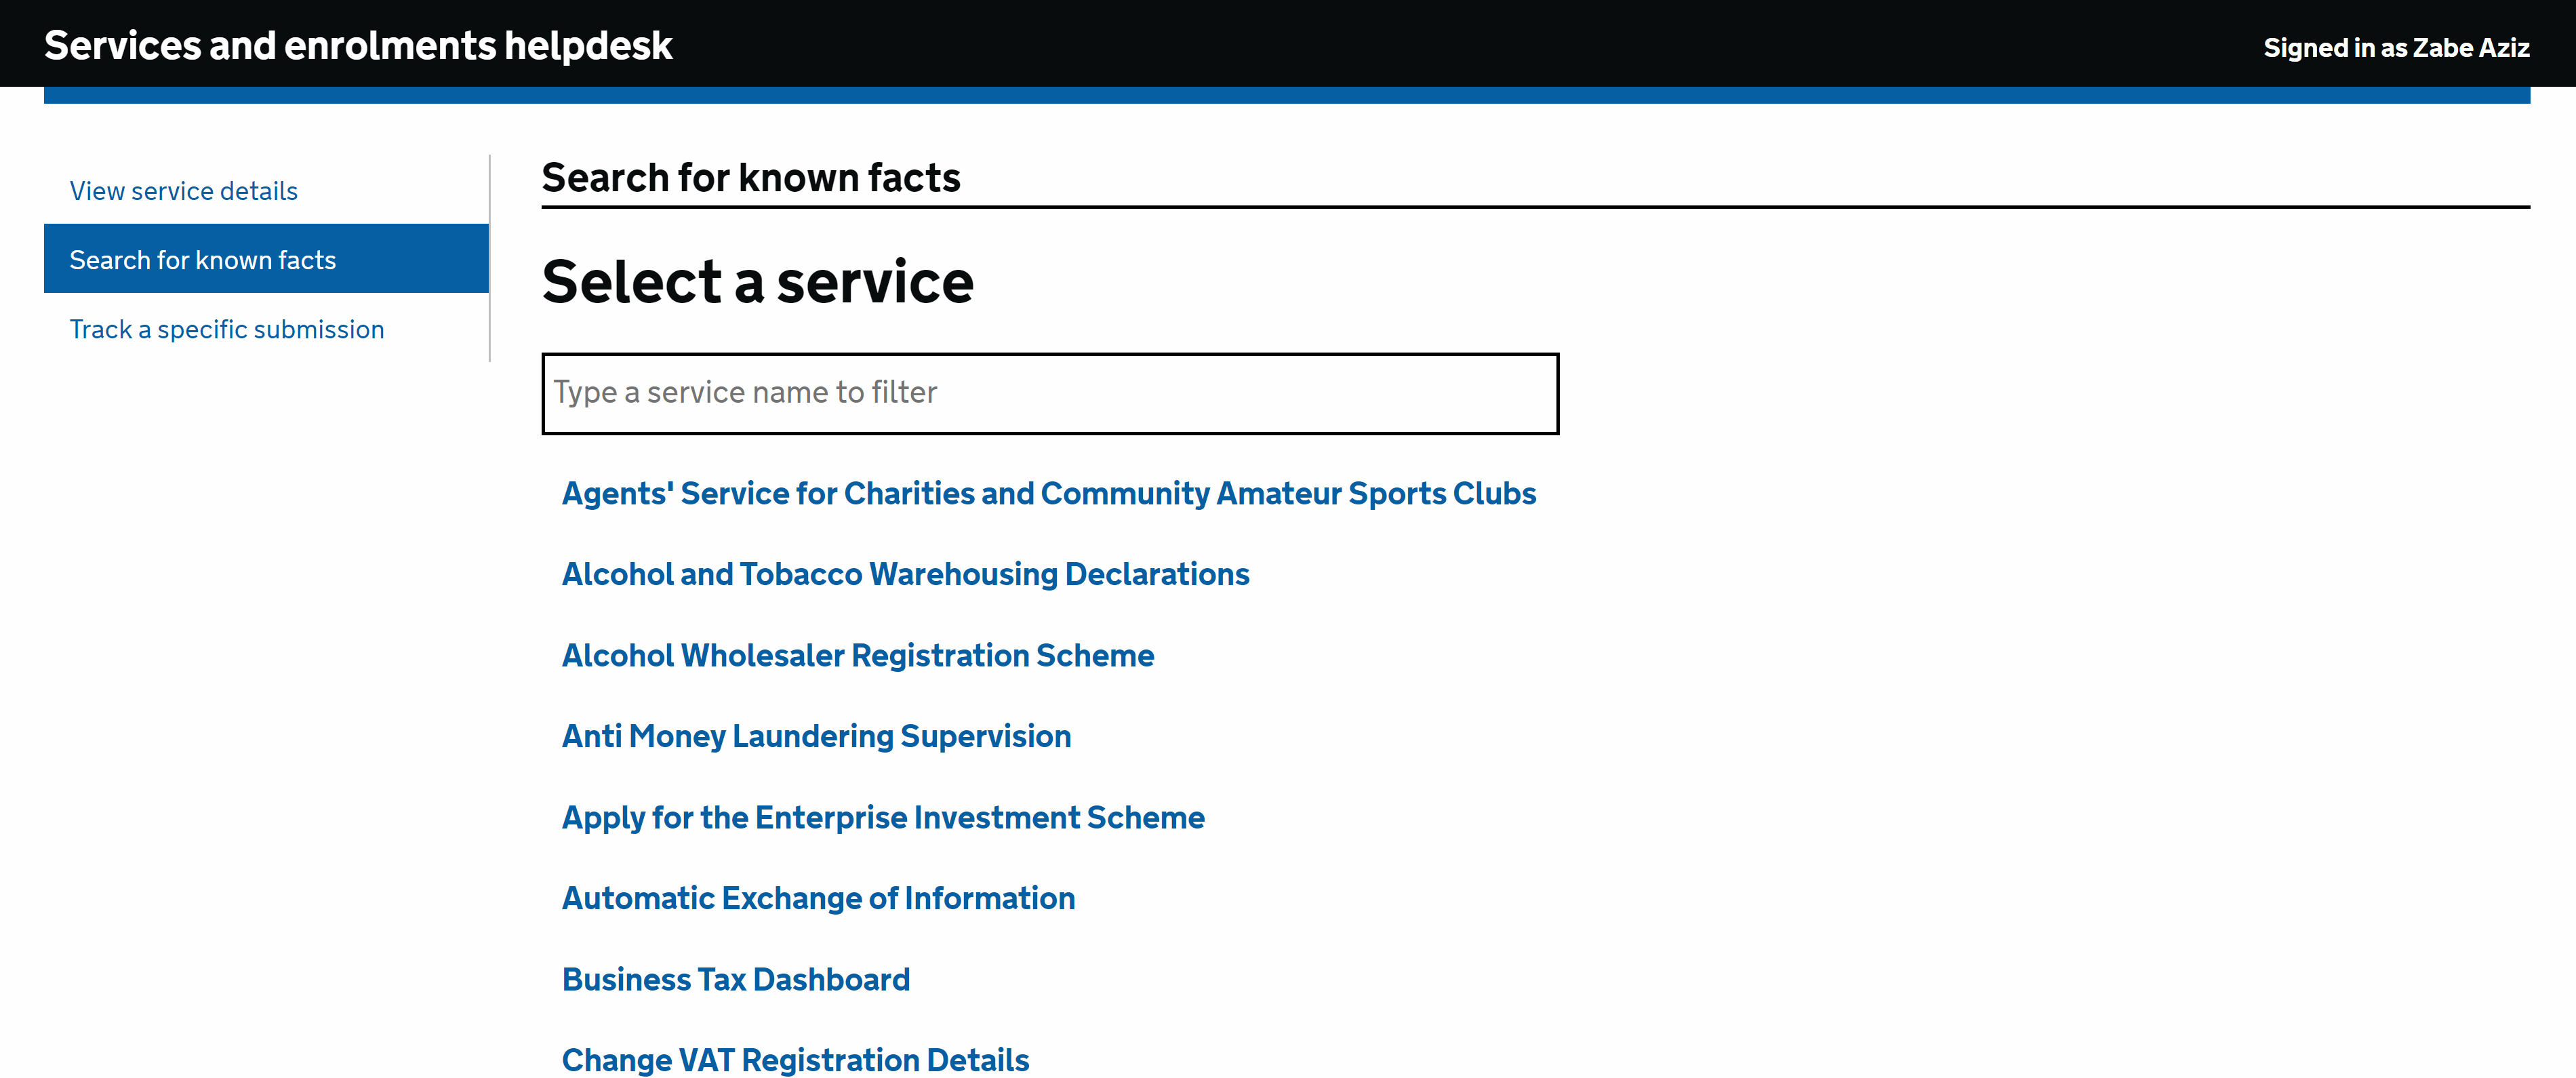 Services and enrolments helpdesk
Signed in as Zabe Aziz
View service details
Search for known facts
Track a specific submission
Search for known facts
Select a service
Type a service name to filter
Agents' Service for Charities and Community Amateur Sports Clubs
Alcohol and Tobacco Warehousing Declarations
Alcohol Wholesaler Registration Scheme
Anti Money Laundering Supervision
Apply for the Enterprise Investment Scheme
Automatic Exchange of Information
Business Tax Dashboard
Change VAT Registration Details